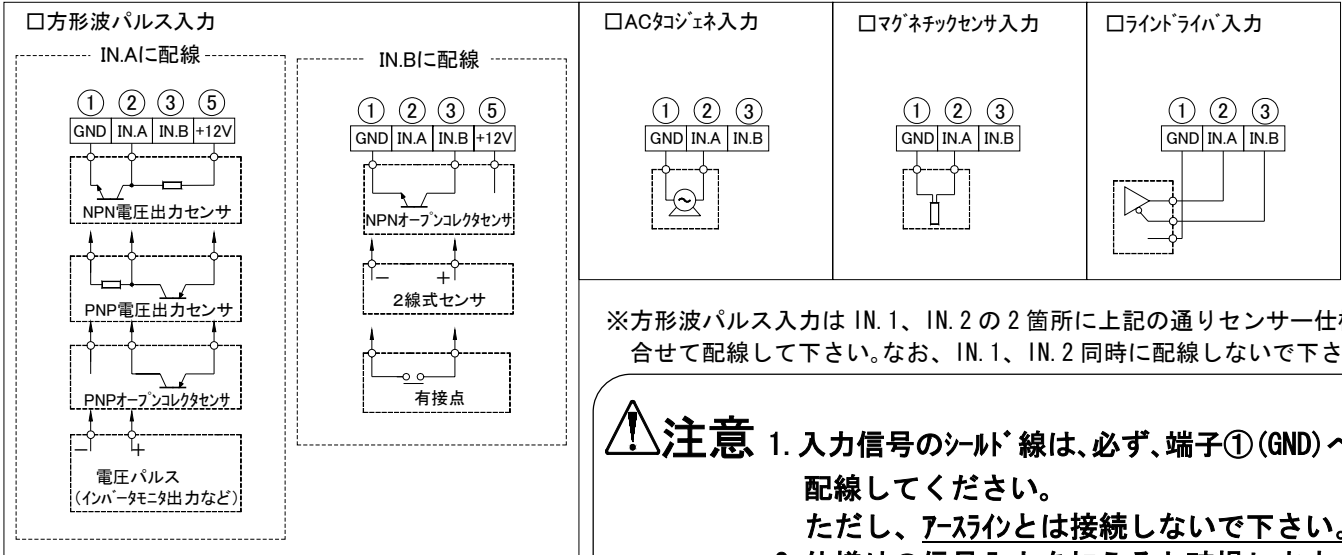 □方形波パルス入力
IN.Aに配線
① ② ③ ⑤
GND IN.A IN.B +12V
NPN電圧出力センサ
PNP電圧出力センサ
PNPオープンコレクタセンサ
- +
電圧パルス
(インバータモニタ出力など)
IN.Bに配線
① ② ③ ⑤
GND IN.A IN.B +12V
NPNオープンコレクタセンサ
- +
2線式センサ
有接点
□ACタコジェネ入力
① ② ③
GND IN.A IN.B
□マグネチックセンサ入力
① ② ③
GND IN.A IN.B
□ラインドライバ入力
① ② ③
GND IN.A IN.B
※方形波パルス入力は IN.1、IN.2 の 2 箇所に上記の通りセンサー仕
合せて配線して下さい。なお、IN.1、IN.2 同時に配線しないで下さ
注意 1.入力信号のシールド線は、必ず、端子①(GND)へ
配線してください。
ただし、アースラインとは接続しないで下さい。